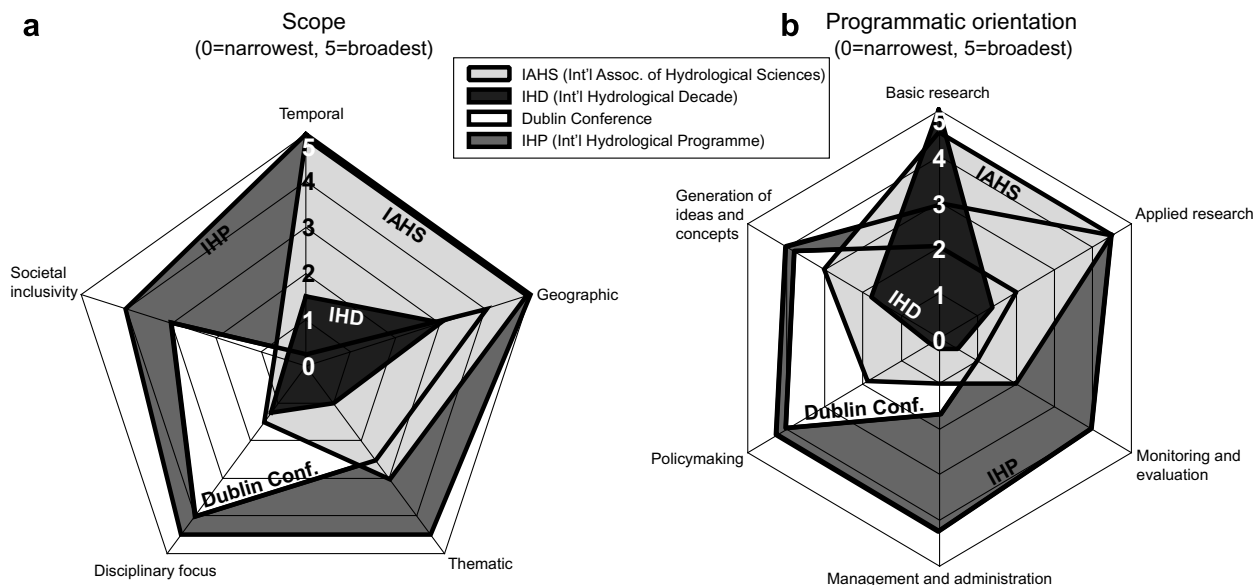 a
Scope
(0=narrowest, 5=broadest)
b
Programmatic orientation
(0=narrowest, 5=broadest)
IAHS (Int'l Assoc. of Hydrological Sciences)
IHD (Int'l Hydrological Decade)
Dublin Conference
IHP (Int'l Hydrological Programme)
Temporal
5
4
3
2
1
0
IAHS
IHP
IHD
Dublin Conf.
Societal
inclusivity
Geographic
Disciplinary focus
Thematic
Basic research
5
4
3
2
1
0
IAHS
IHD
Dublin Conf.
IHP
Generation of
ideas and
concepts
Applied research
Policymaking
Monitoring and
evaluation
Management and administration